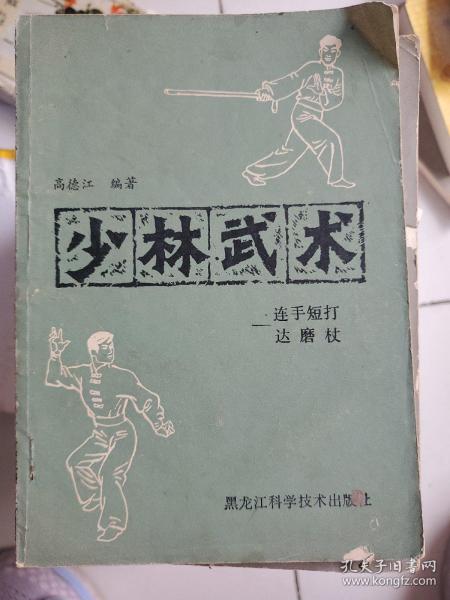 高德江 编著
少林武术
—连手短打
达磨杖
黑龙江科学技术出版社
孔夫子旧书网
www.kongfz.com